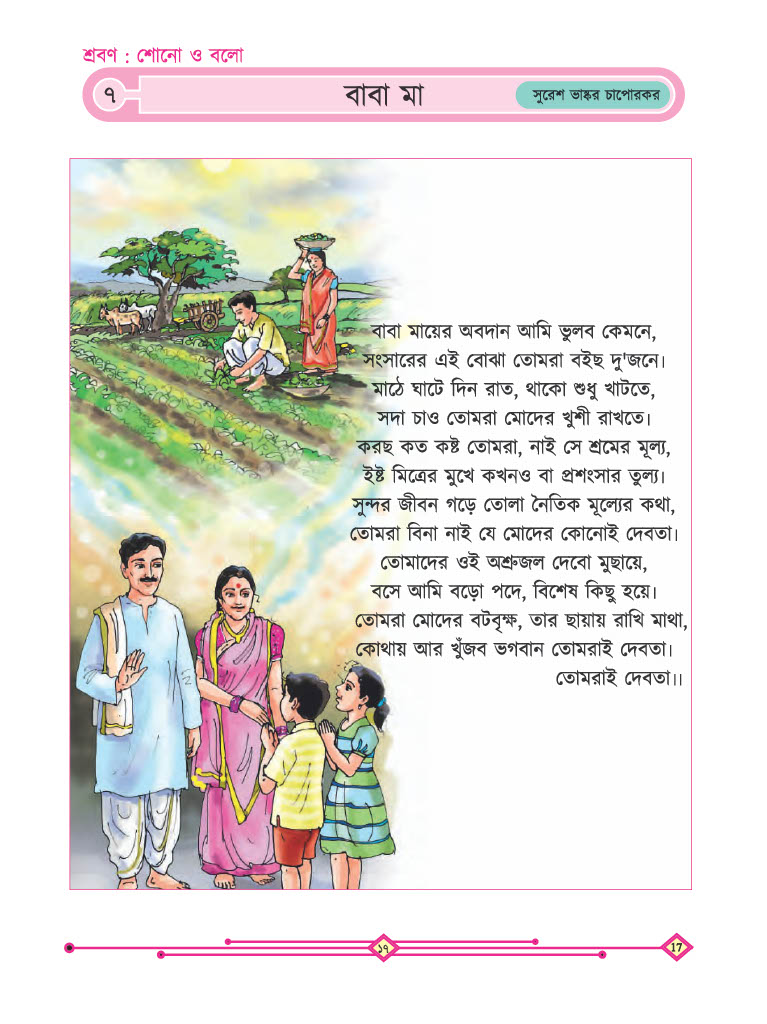 শ্রবণ : শোনো ও বলো
৭
বাবা মা
সুরেশ ভাস্কর চাপোরকর
বাবা মায়ের অবদান আমি ভুলব কেমনে,
সংসারের এই বোঝা তোমরা বইছ দু'জনে।
মাঠে ঘাটে দিন রাত, থাকো শুধু খাটতে,
সদা চাও তোমরা মোদের খুশী রাখতে।
করছ কত কষ্ট তোমরা, নাই সে শ্রমের মূল্য,
ইষ্ট মিত্রের মুখে কখনও বা প্রশংসার তুল্য।
সুন্দর জীবন গড়ে তোলা নৈতিক মূল্যের কথা,
তোমরা বিনা নাই যে মোদের কোনোই দেবতা।
তোমাদের ওই অশ্রুজল দেবো মুছায়ে,
বসে আমি বড়ো পদে, বিশেষ কিছু হয়ে।
তোমরা মোদের বটবৃক্ষ, তার ছায়ায় রাখি মাথা,
কোথায় আর খুঁজব ভগবান তোমরাই দেবতা।
তোমরাই দেবতা।।
১৭
17